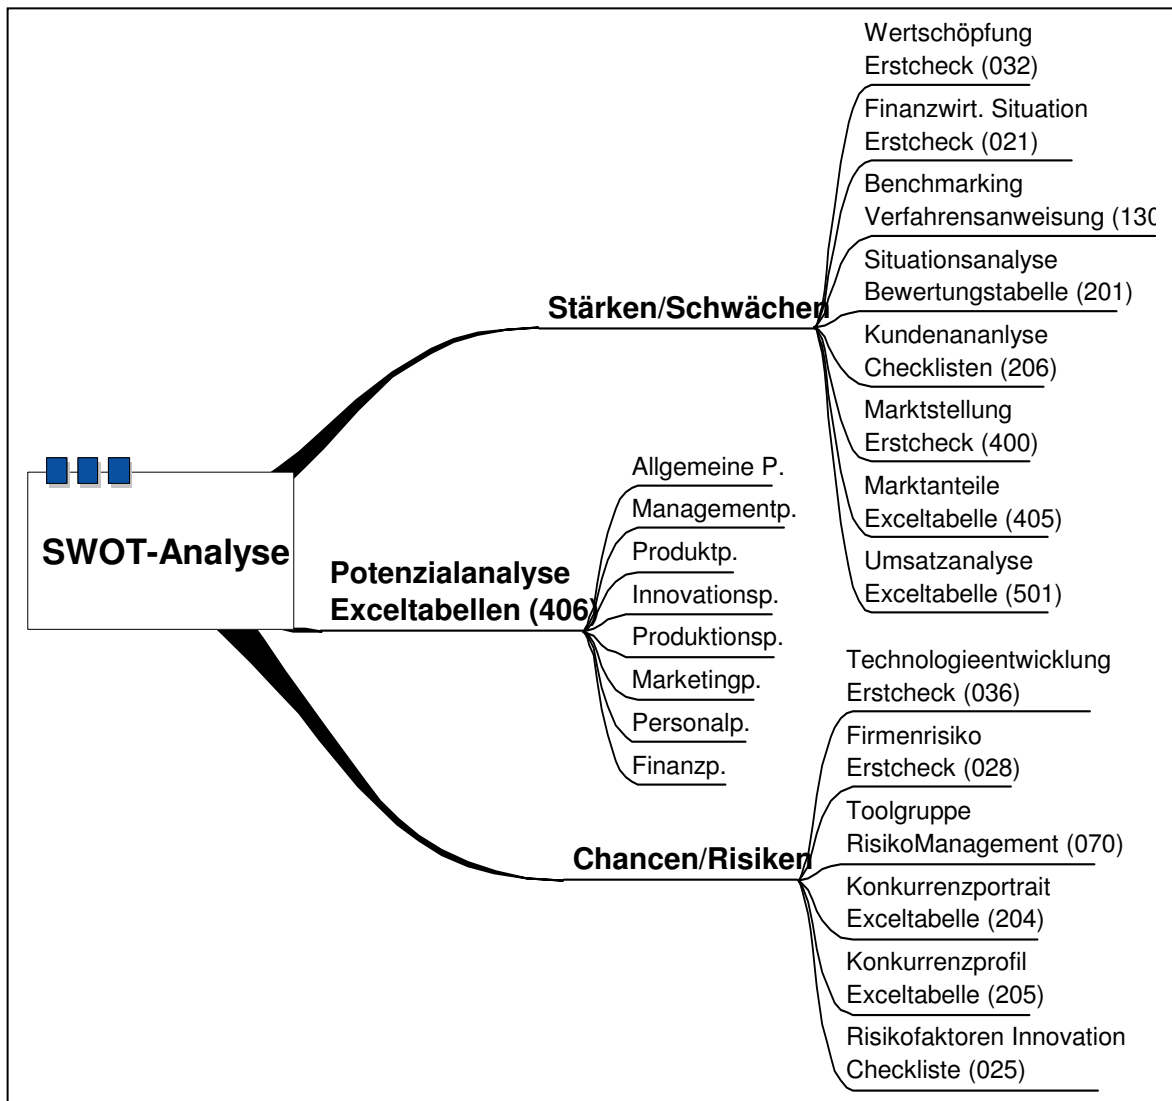 SWOT-Analyse
Stärken/Schwächen
Wertschöpfung
Erstcheck (032)
Finanzwirt. Situation
Erstcheck (021)
Benchmarking
Verfahrensanweisung (130
Situationsanalyse
Bewertungstabelle (201)
Kundenananlyse
Checklisten (206)
Marktstellung
Erstcheck (400)
Marktanteile
Exceltabelle (405)
Umsatzanalyse
Exceltabelle (501)
Potenzialanalyse
Exceltabellen (406)
Allgemeine P.
Managementp.
Produktp.
Innovationsp.
Produktionsp.
Marketingp.
Personalp.
Finanzp.
Chancen/Risiken
Technologieentwicklung
Erstcheck (036)
Firmenrisiko
Erstcheck (028)
Toolgruppe
RisikoManagement (070)
Konkurrenzportrait
Exceltabelle (204)
Konkurrenzprofil
Exceltabelle (205)
Risikofaktoren Innovation
Checkliste (025)